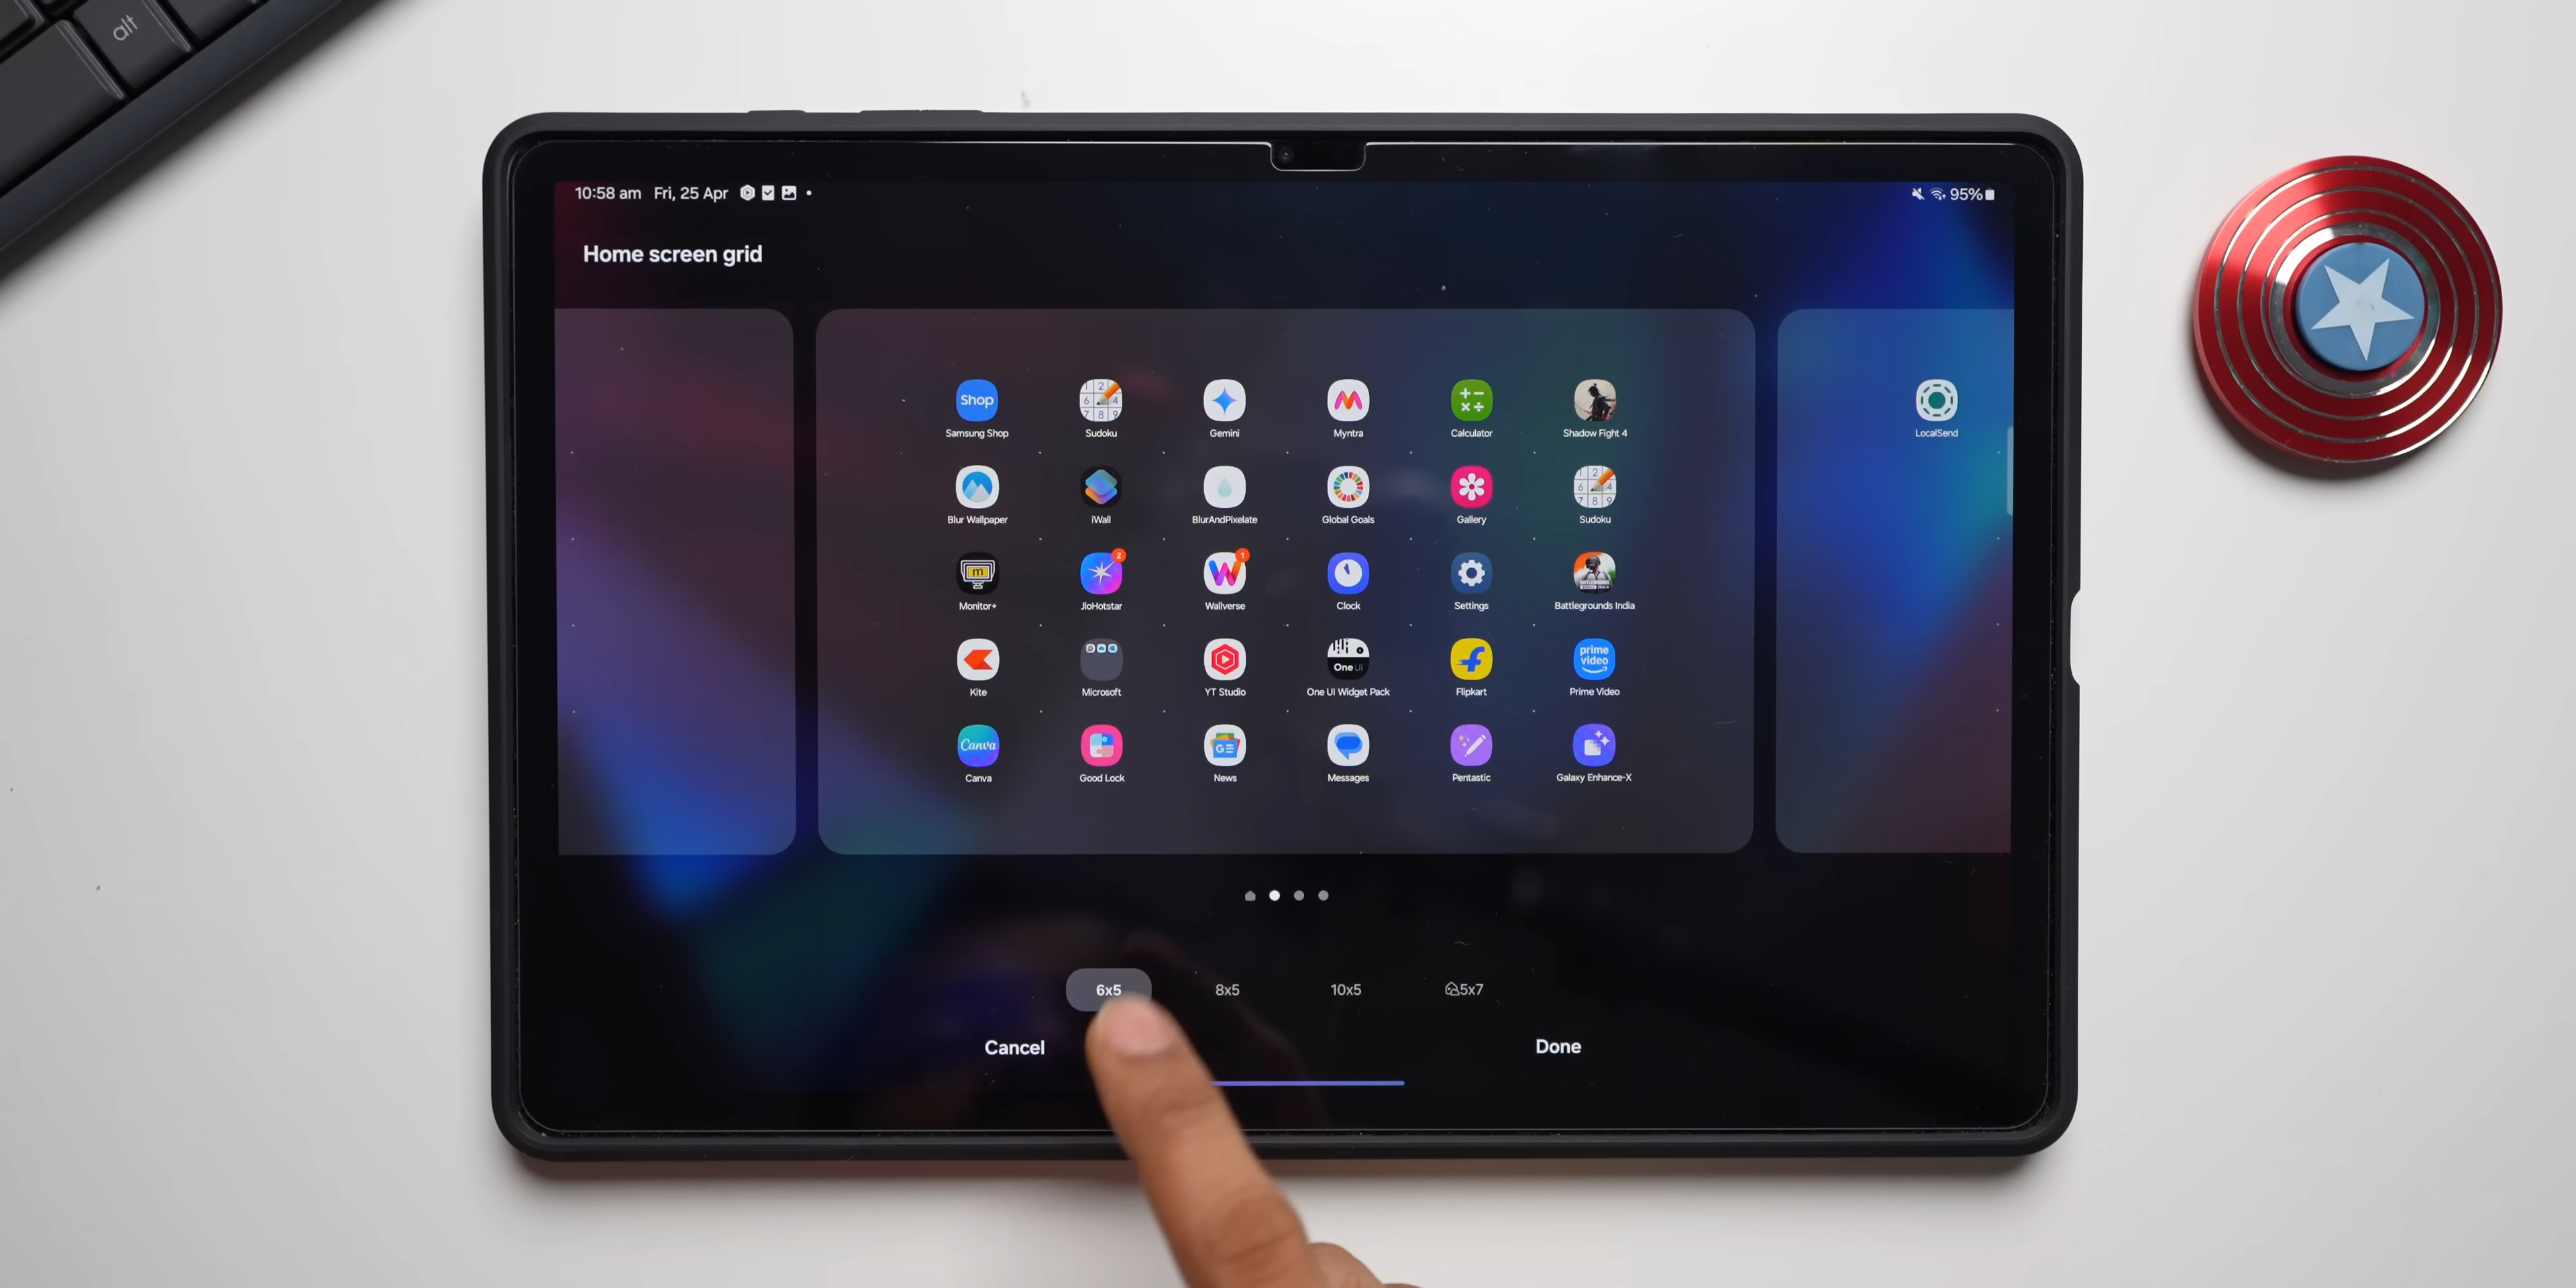 alt
10:58 am Fri, 25 Apr
95%
Home screen grid
Shop
Samsung Shop
Sudoku
Gemini
Myntra
Calculator
Shadow Fight 4
LocalSend
Blur Wallpaper
iWall
BlurAndPixelate
Global Goals
Gallery
Sudoku
m
2
1
Monitor+
JioHotstar
Wallverse
Clock
Settings
Battlegrounds India
One UI
prime video
Kite
Microsoft
YT Studio
One UI Widget Pack
Flipkart
Prime Video
Canva
GE
Canva
Good Lock
News
Messages
Pentastic
Galaxy Enhance-X
6x5 8x5 10x5 5x7
Cancel Done